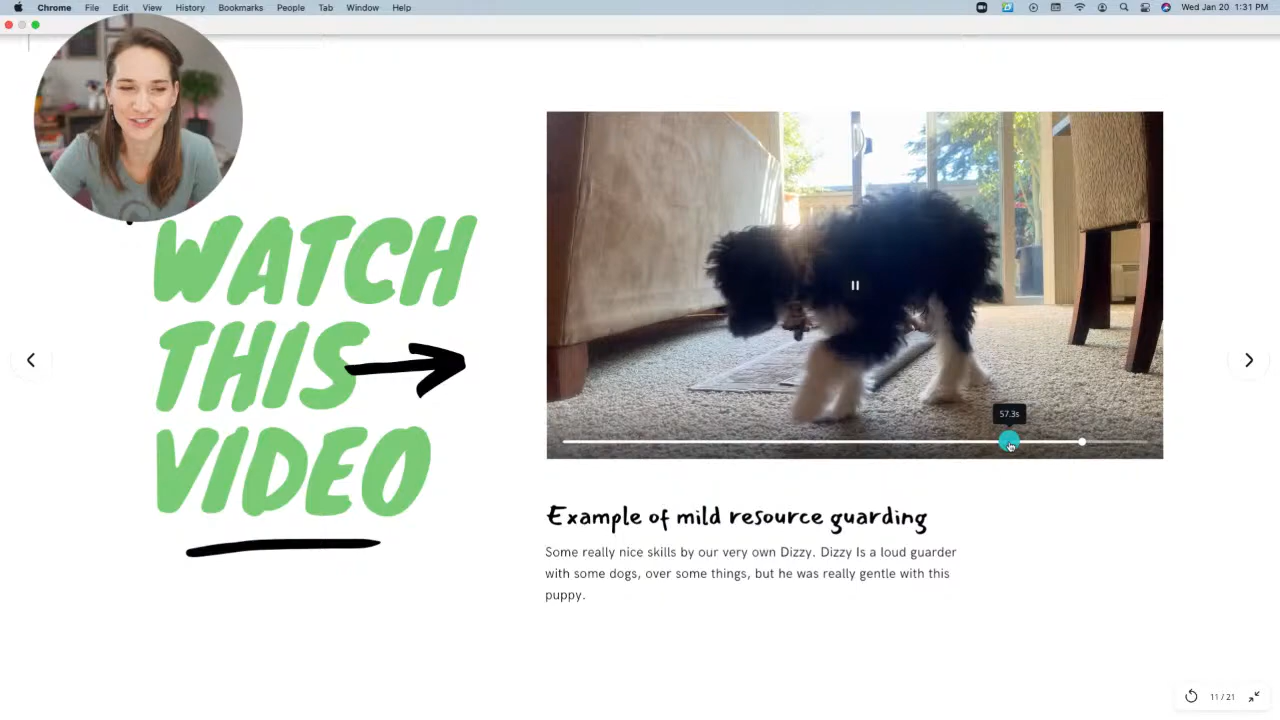 Chrome File Edit View History Bookmarks People Tab Window Help Wed Jan 20 1:31 PM
WATCH
THIS
VIDEO
57.3s
Example of mild resource guarding
Some really nice skills by our very own Dizzy. Dizzy Is a loud guarder
with some dogs, over some things, but he was really gentle with this
puppy.
11 / 21